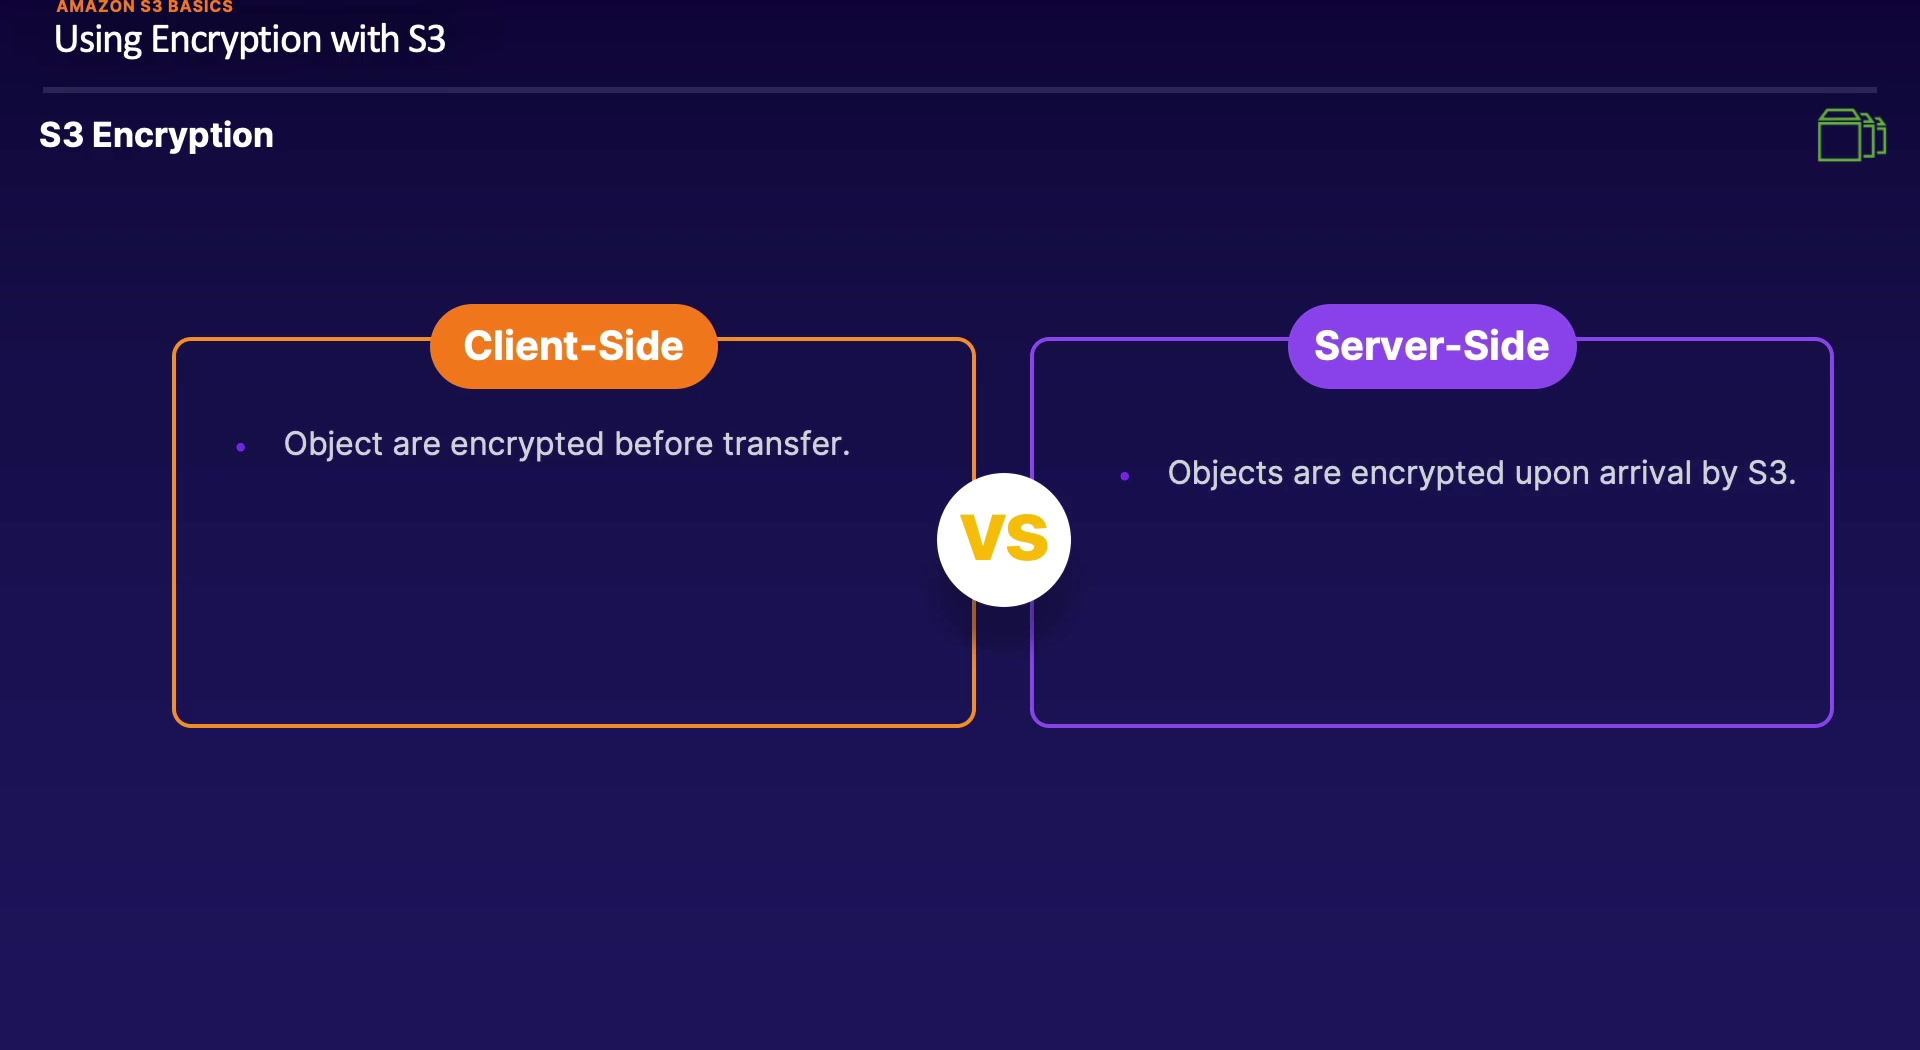 AMAZON S3 BASICS
Using Encryption with S3
S3 Encryption
Client-Side
• Object are encrypted before transfer.
VS
Server-Side
• Objects are encrypted upon arrival by S3.